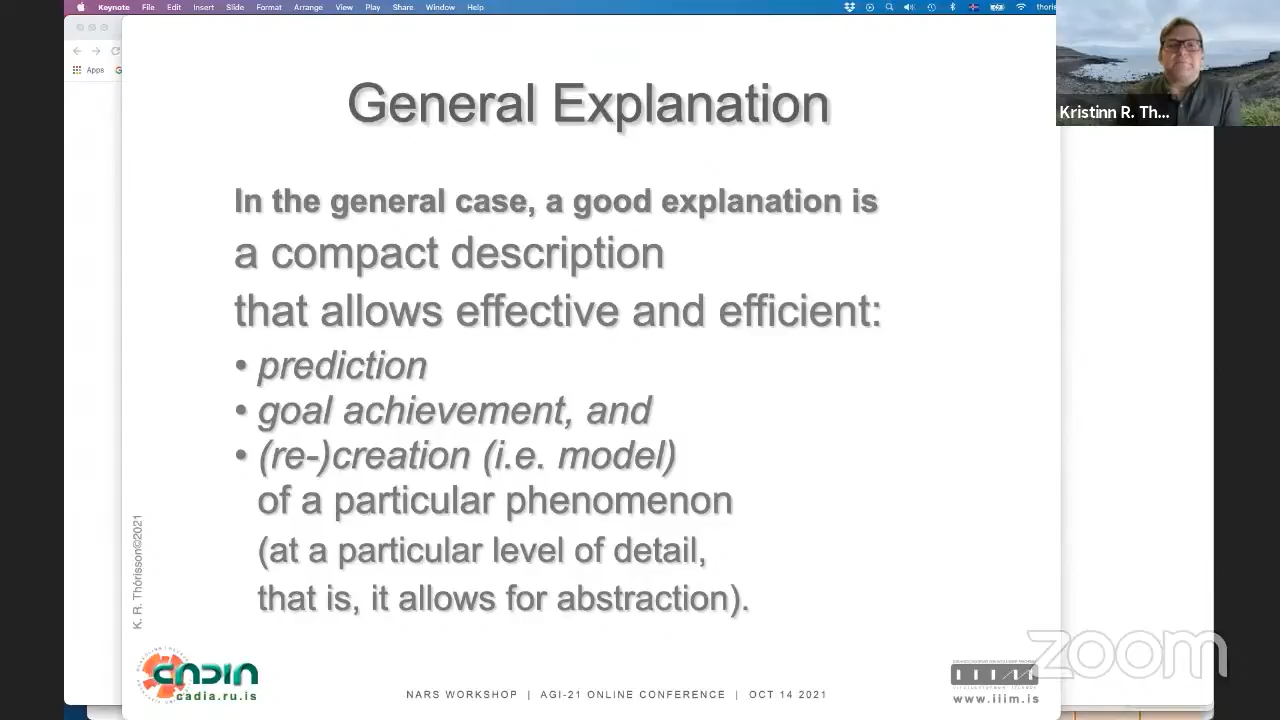 Keynote File Edit Insert Slide Format Arrange View Play Share Window Help
Apps
Kristinn R. Th...
General Explanation
In the general case, a good explanation is
a compact description
that allows effective and efficient:
• prediction
• goal achievement, and
• (re-)creation (i.e. model)
of a particular phenomenon
(at a particular level of detail,
that is, it allows for abstraction).
K. R. Thórisson©2021
CADIA
cadia.ru.is
NARS WORKSHOP | AGI-21 ONLINE CONFERENCE | OCT 14 2021
IIIM
www.iiim.is
zoom